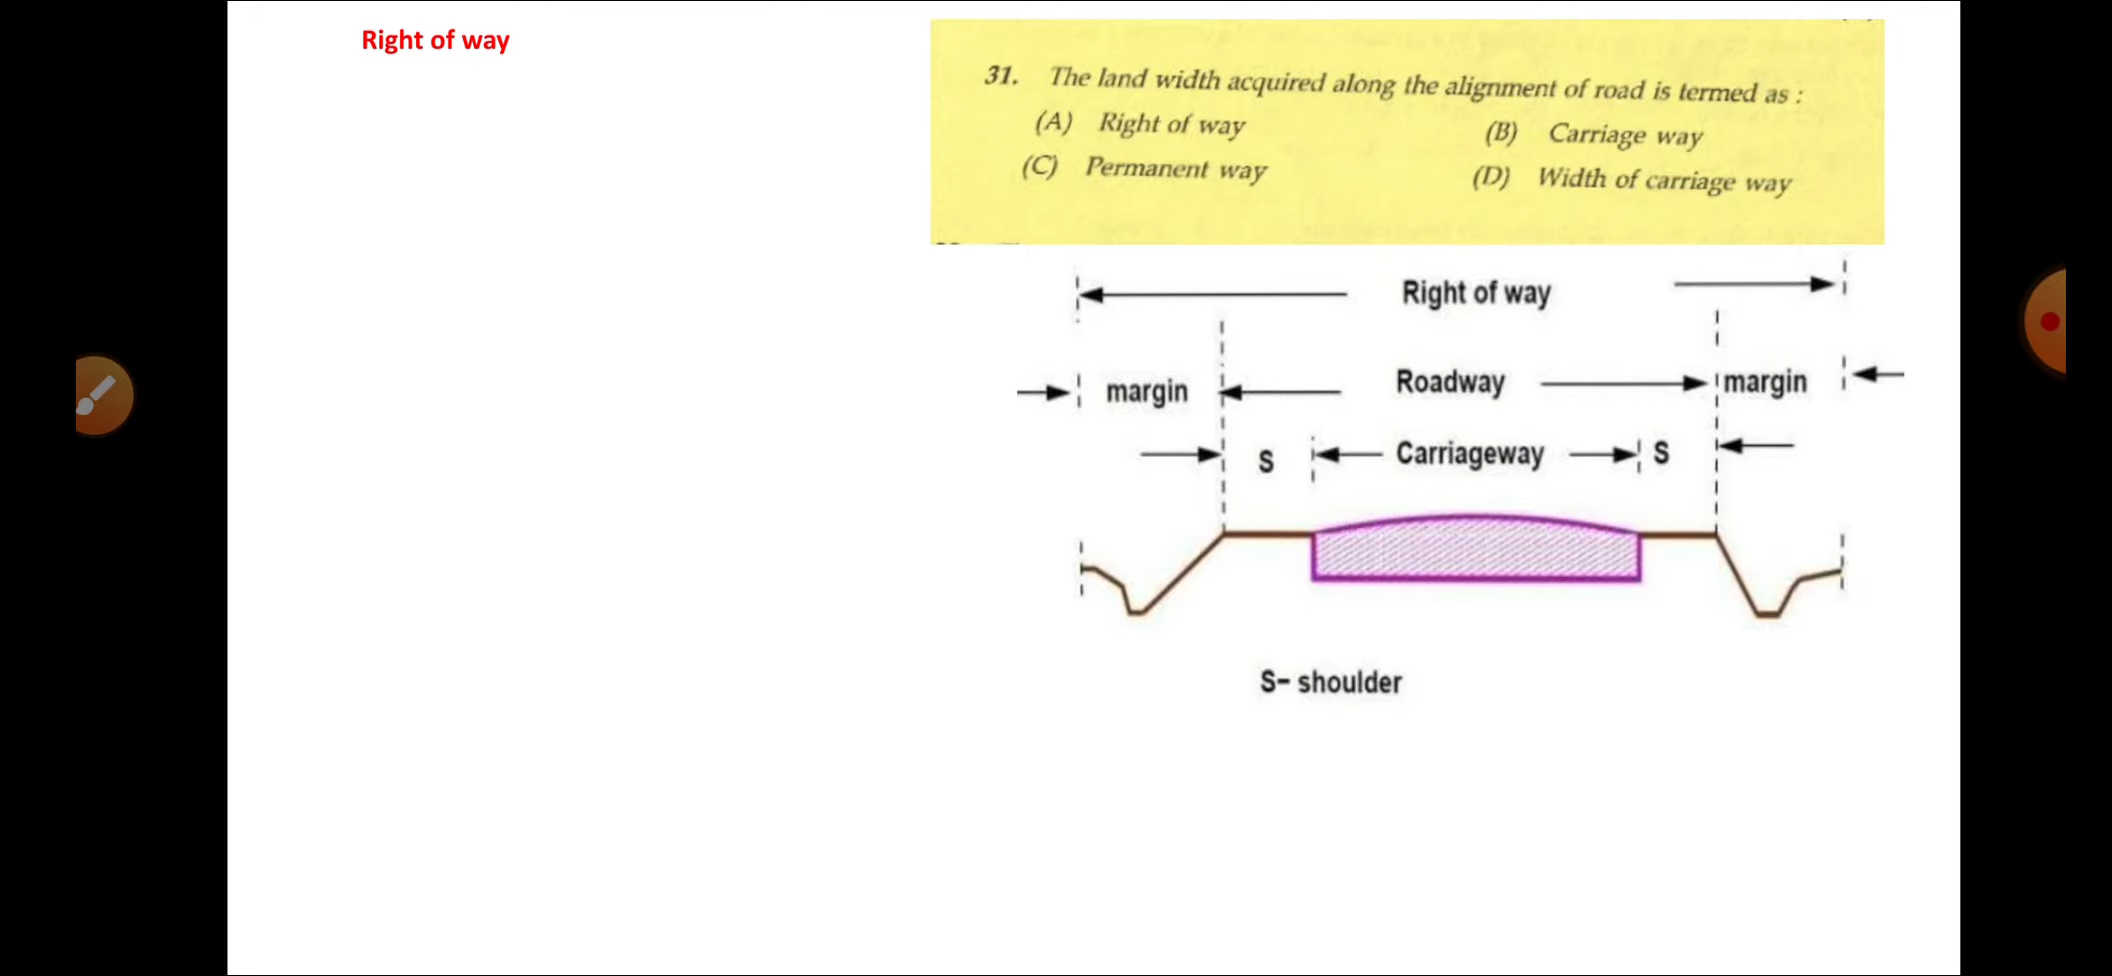 Right of way
31. The land width acquired along the alignment of road is termed as :
(A) Right of way (B) Carriage way
(C) Permanent way (D) Width of carriage way
Right of way
margin Roadway margin
S Carriageway S
S- shoulder